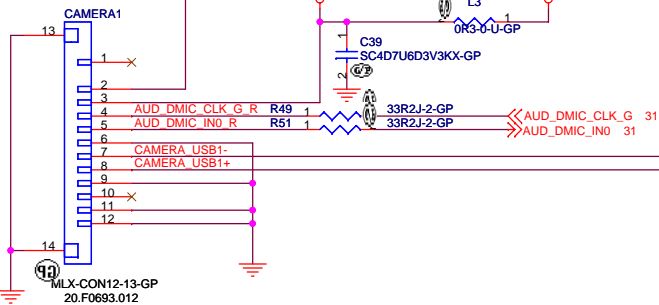 CAMERA1
L3
13
1
0R3-0-U-GP
1
C39
SC4D7U6D3V3KX-GP
1
2
G/P
2
3
4 AUD_DMIC_CLK_G_R R49 1 33R2J-2-GP AUD_DMIC_CLK_G 31
5 AUD_DMIC_IN0_R R51 1 33R2J-2-GP AUD_DMIC_IN0 31
6
7 CAMERA_USB1-
8 CAMERA_USB1+
9
10
11
12
14
GP
MLX-CON12-13-GP
20.F0693.012